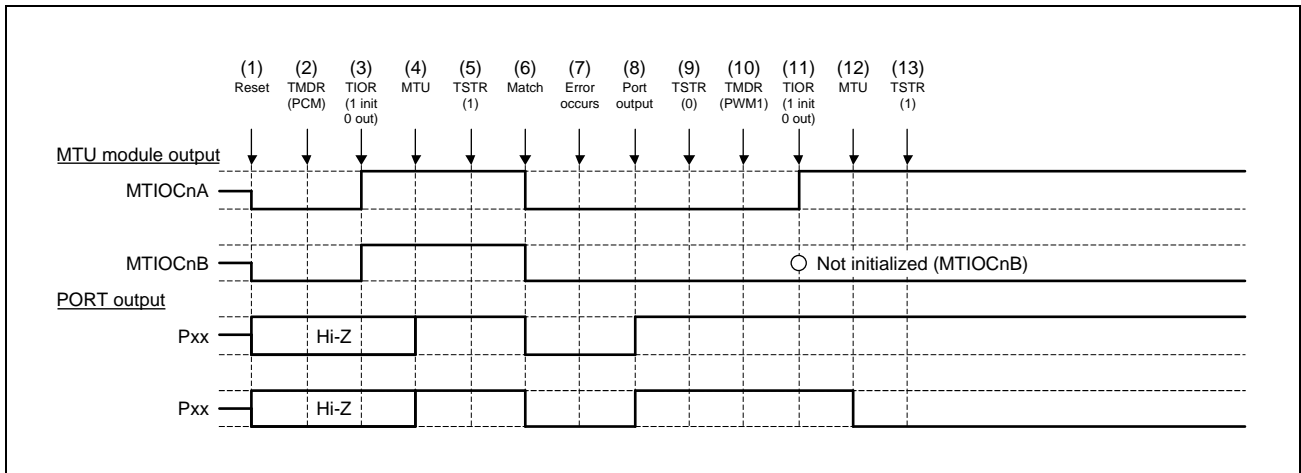 (1) (2) (3) (4) (5) (6) (7) (8) (9) (10) (11) (12) (13)
Reset TMDR TIOR MTU TSTR Match Error Port TSTR TMDR TIOR MTU TSTR
(PCM) (1 init (1) occurs output (0) (PWM1) (1 init (1)
0 out) 0 out)
MTU module output
MTIOCnA
MTIOCnB Not initialized (MTIOCnB)
PORT output
Pxx Hi-Z
Pxx Hi-Z